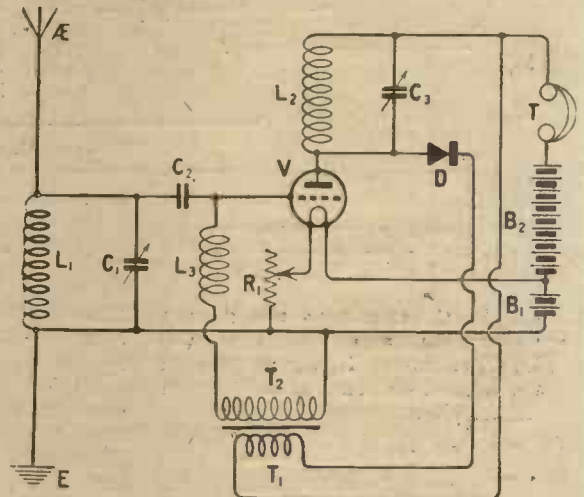 Æ
L₂
C₃
T
C₂
V
D
B₂
L₁
C₁
L₃
R₁
B₁
T₂
T₁
E